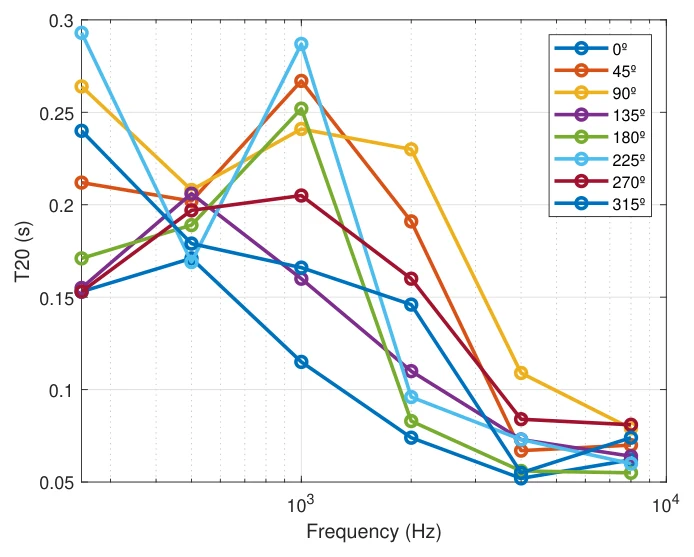 0.3
0.25
0.2
0.15
0.1
0.05
T20 (s)
10³
10⁴
Frequency (Hz)
0º
45º
90º
135º
180º
225º
270º
315º